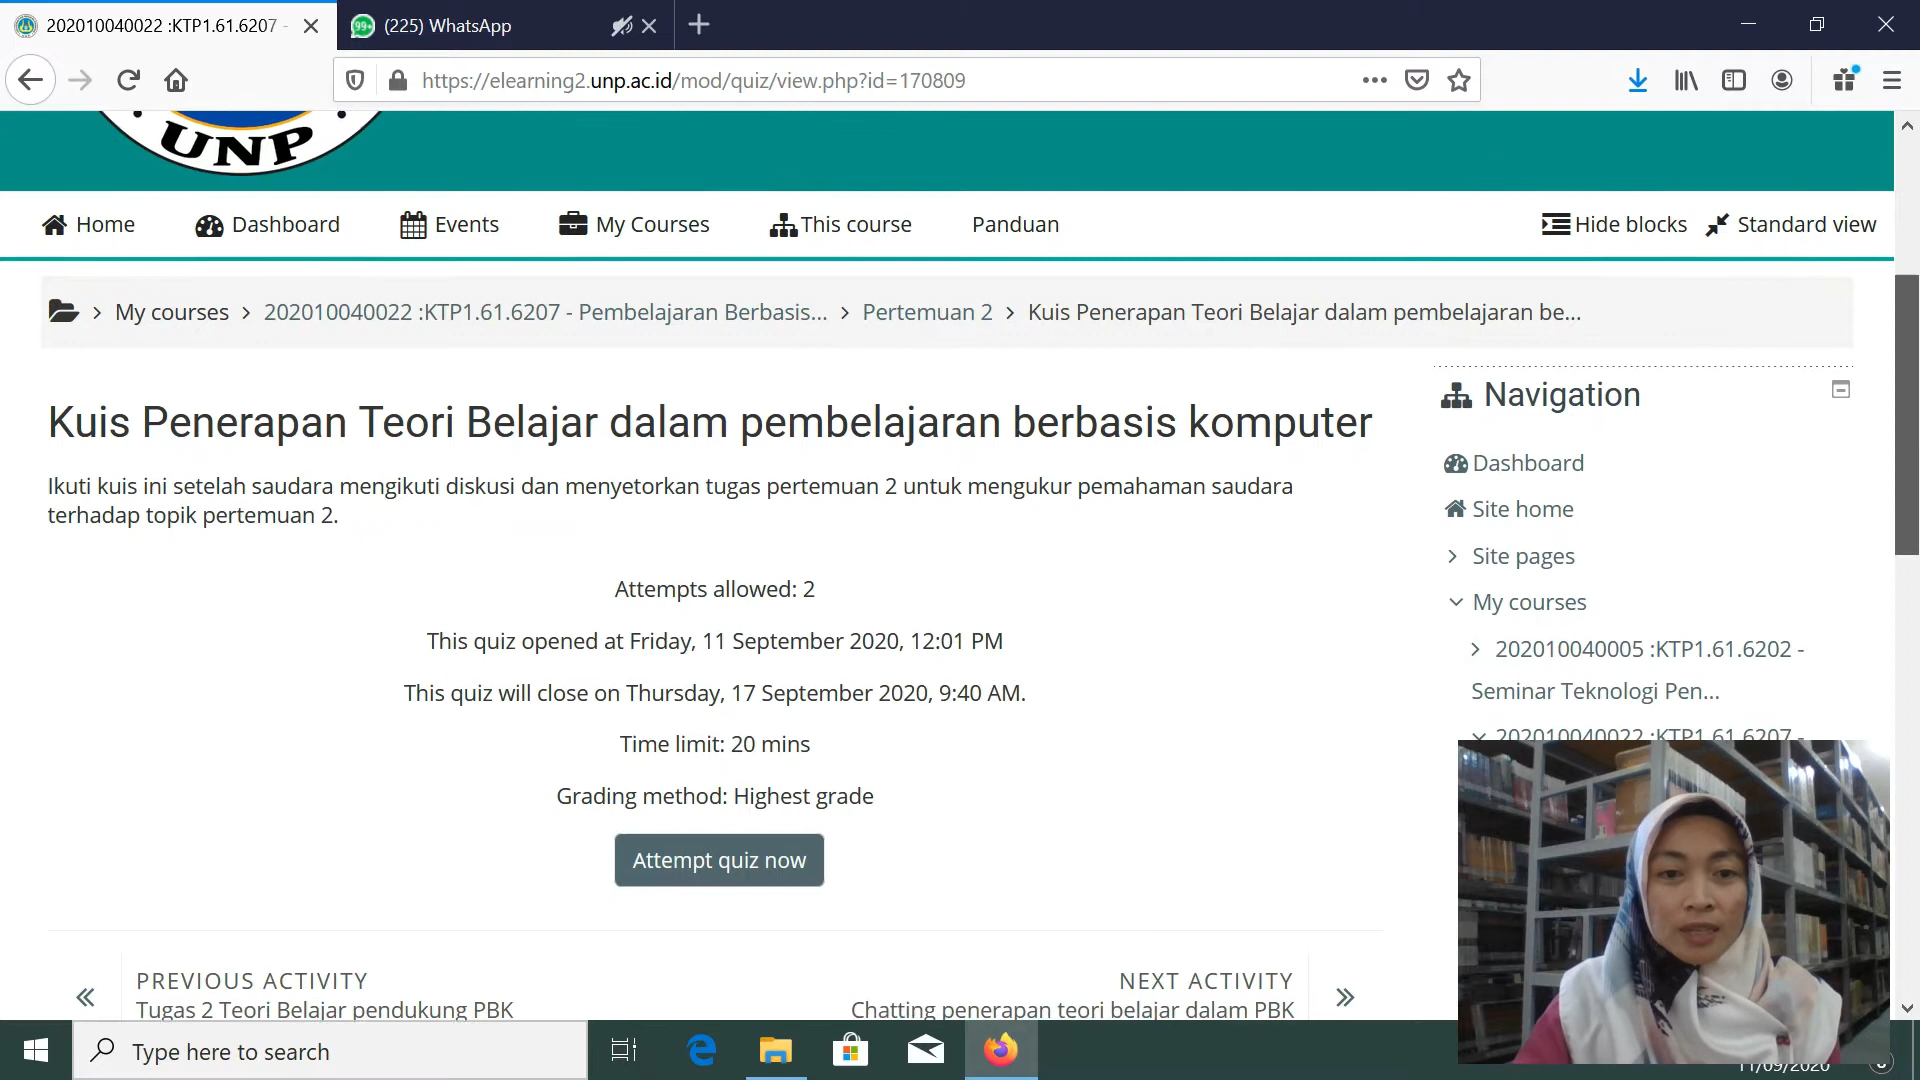 202010040022 :KTP1.61.6207 -
(225) WhatsApp
https://elearning2.unp.ac.id/mod/quiz/view.php?id=170809
UNP
Home
Dashboard
Events
My Courses
This course
Panduan
Hide blocks
Standard view
My courses > 202010040022 :KTP1.61.6207 - Pembelajaran Berbasis... > Pertemuan 2 > Kuis Penerapan Teori Belajar dalam pembelajaran be...
Kuis Penerapan Teori Belajar dalam pembelajaran berbasis komputer
Ikuti kuis ini setelah saudara mengikuti diskusi dan menyetorkan tugas pertemuan 2 untuk mengukur pemahaman saudara
terhadap topik pertemuan 2.
Attempts allowed: 2
This quiz opened at Friday, 11 September 2020, 12:01 PM
This quiz will close on Thursday, 17 September 2020, 9:40 AM.
Time limit: 20 mins
Grading method: Highest grade
Attempt quiz now
PREVIOUS ACTIVITY
Tugas 2 Teori Belajar pendukung PBK
NEXT ACTIVITY
Chatting penerapan teori belajar dalam PBK
Navigation
Dashboard
Site home
Site pages
My courses
202010040005 :KTP1.61.6202 -
Seminar Teknologi Pen...
202010040022 :KTP1.61.6207 -
Type here to search
11/09/2020